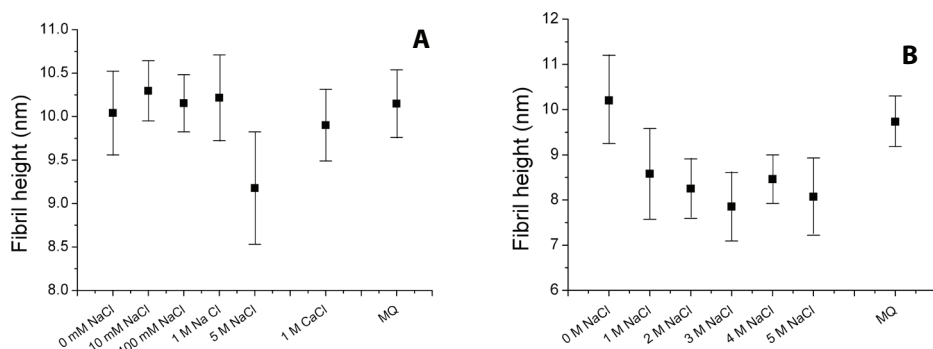 A
Fibril height (nm)
11.0
10.5
10.0
9.5
9.0
8.5
8.0
0 mM NaCl
10 mM NaCl
100 mM NaCl
1 M Na Cl
5 M NaCl
1 M CaCl
MQ
B
Fibril height (nm)
12
11
10
9
8
7
6
0 M NaCl
1 M NaCl
2 M NaCl
3 M NaCl
4 M NaCl
5 M NaCl
MQ